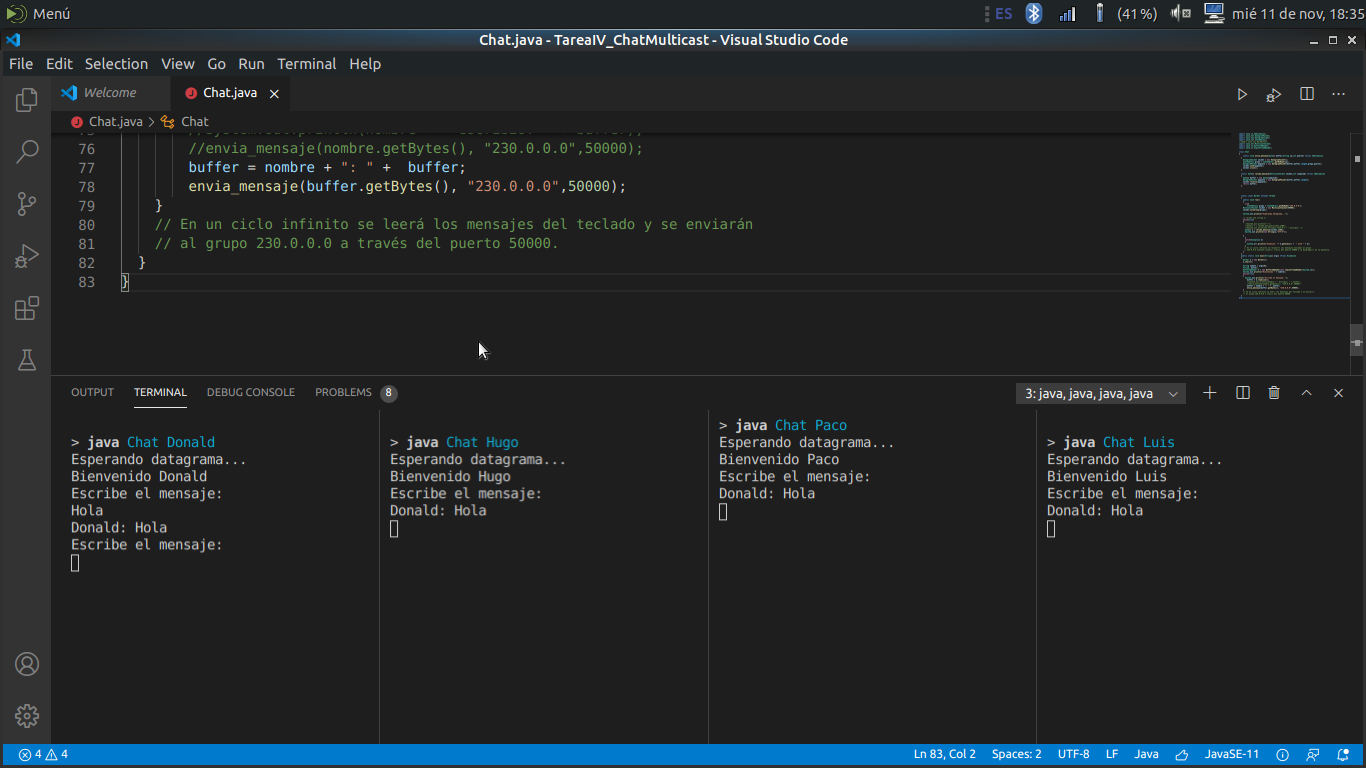 Menú
ES
(41%)
mié 11 de nov, 18:35
Chat.java - TareaIV_ChatMulticast - Visual Studio Code
File Edit Selection View Go Run Terminal Help
Welcome
Chat.java
Chat.java > Chat
76 //envia_mensaje(nombre.getBytes(), "230.0.0.0",50000);
77 buffer = nombre + ": " +  buffer;
78 envia_mensaje(buffer.getBytes(), "230.0.0.0",50000);
79 }
80 // En un ciclo infinito se leerá los mensajes del teclado y se enviarán
81 // al grupo 230.0.0.0 a través del puerto 50000.
82 }
83 }
OUTPUT TERMINAL DEBUG CONSOLE PROBLEMS 8
3: java, java, java, java
> java Chat Donald
Esperando datagrama...
Bienvenido Donald
Escribe el mensaje:
Hola
Donald: Hola
Escribe el mensaje:
> java Chat Hugo
Esperando datagrama...
Bienvenido Hugo
Escribe el mensaje:
Donald: Hola
> java Chat Paco
Esperando datagrama...
Bienvenido Paco
Escribe el mensaje:
Donald: Hola
> java Chat Luis
Esperando datagrama...
Bienvenido Luis
Escribe el mensaje:
Donald: Hola
4 4
Ln 83, Col 2 Spaces: 2 UTF-8 LF Java JavaSE-11